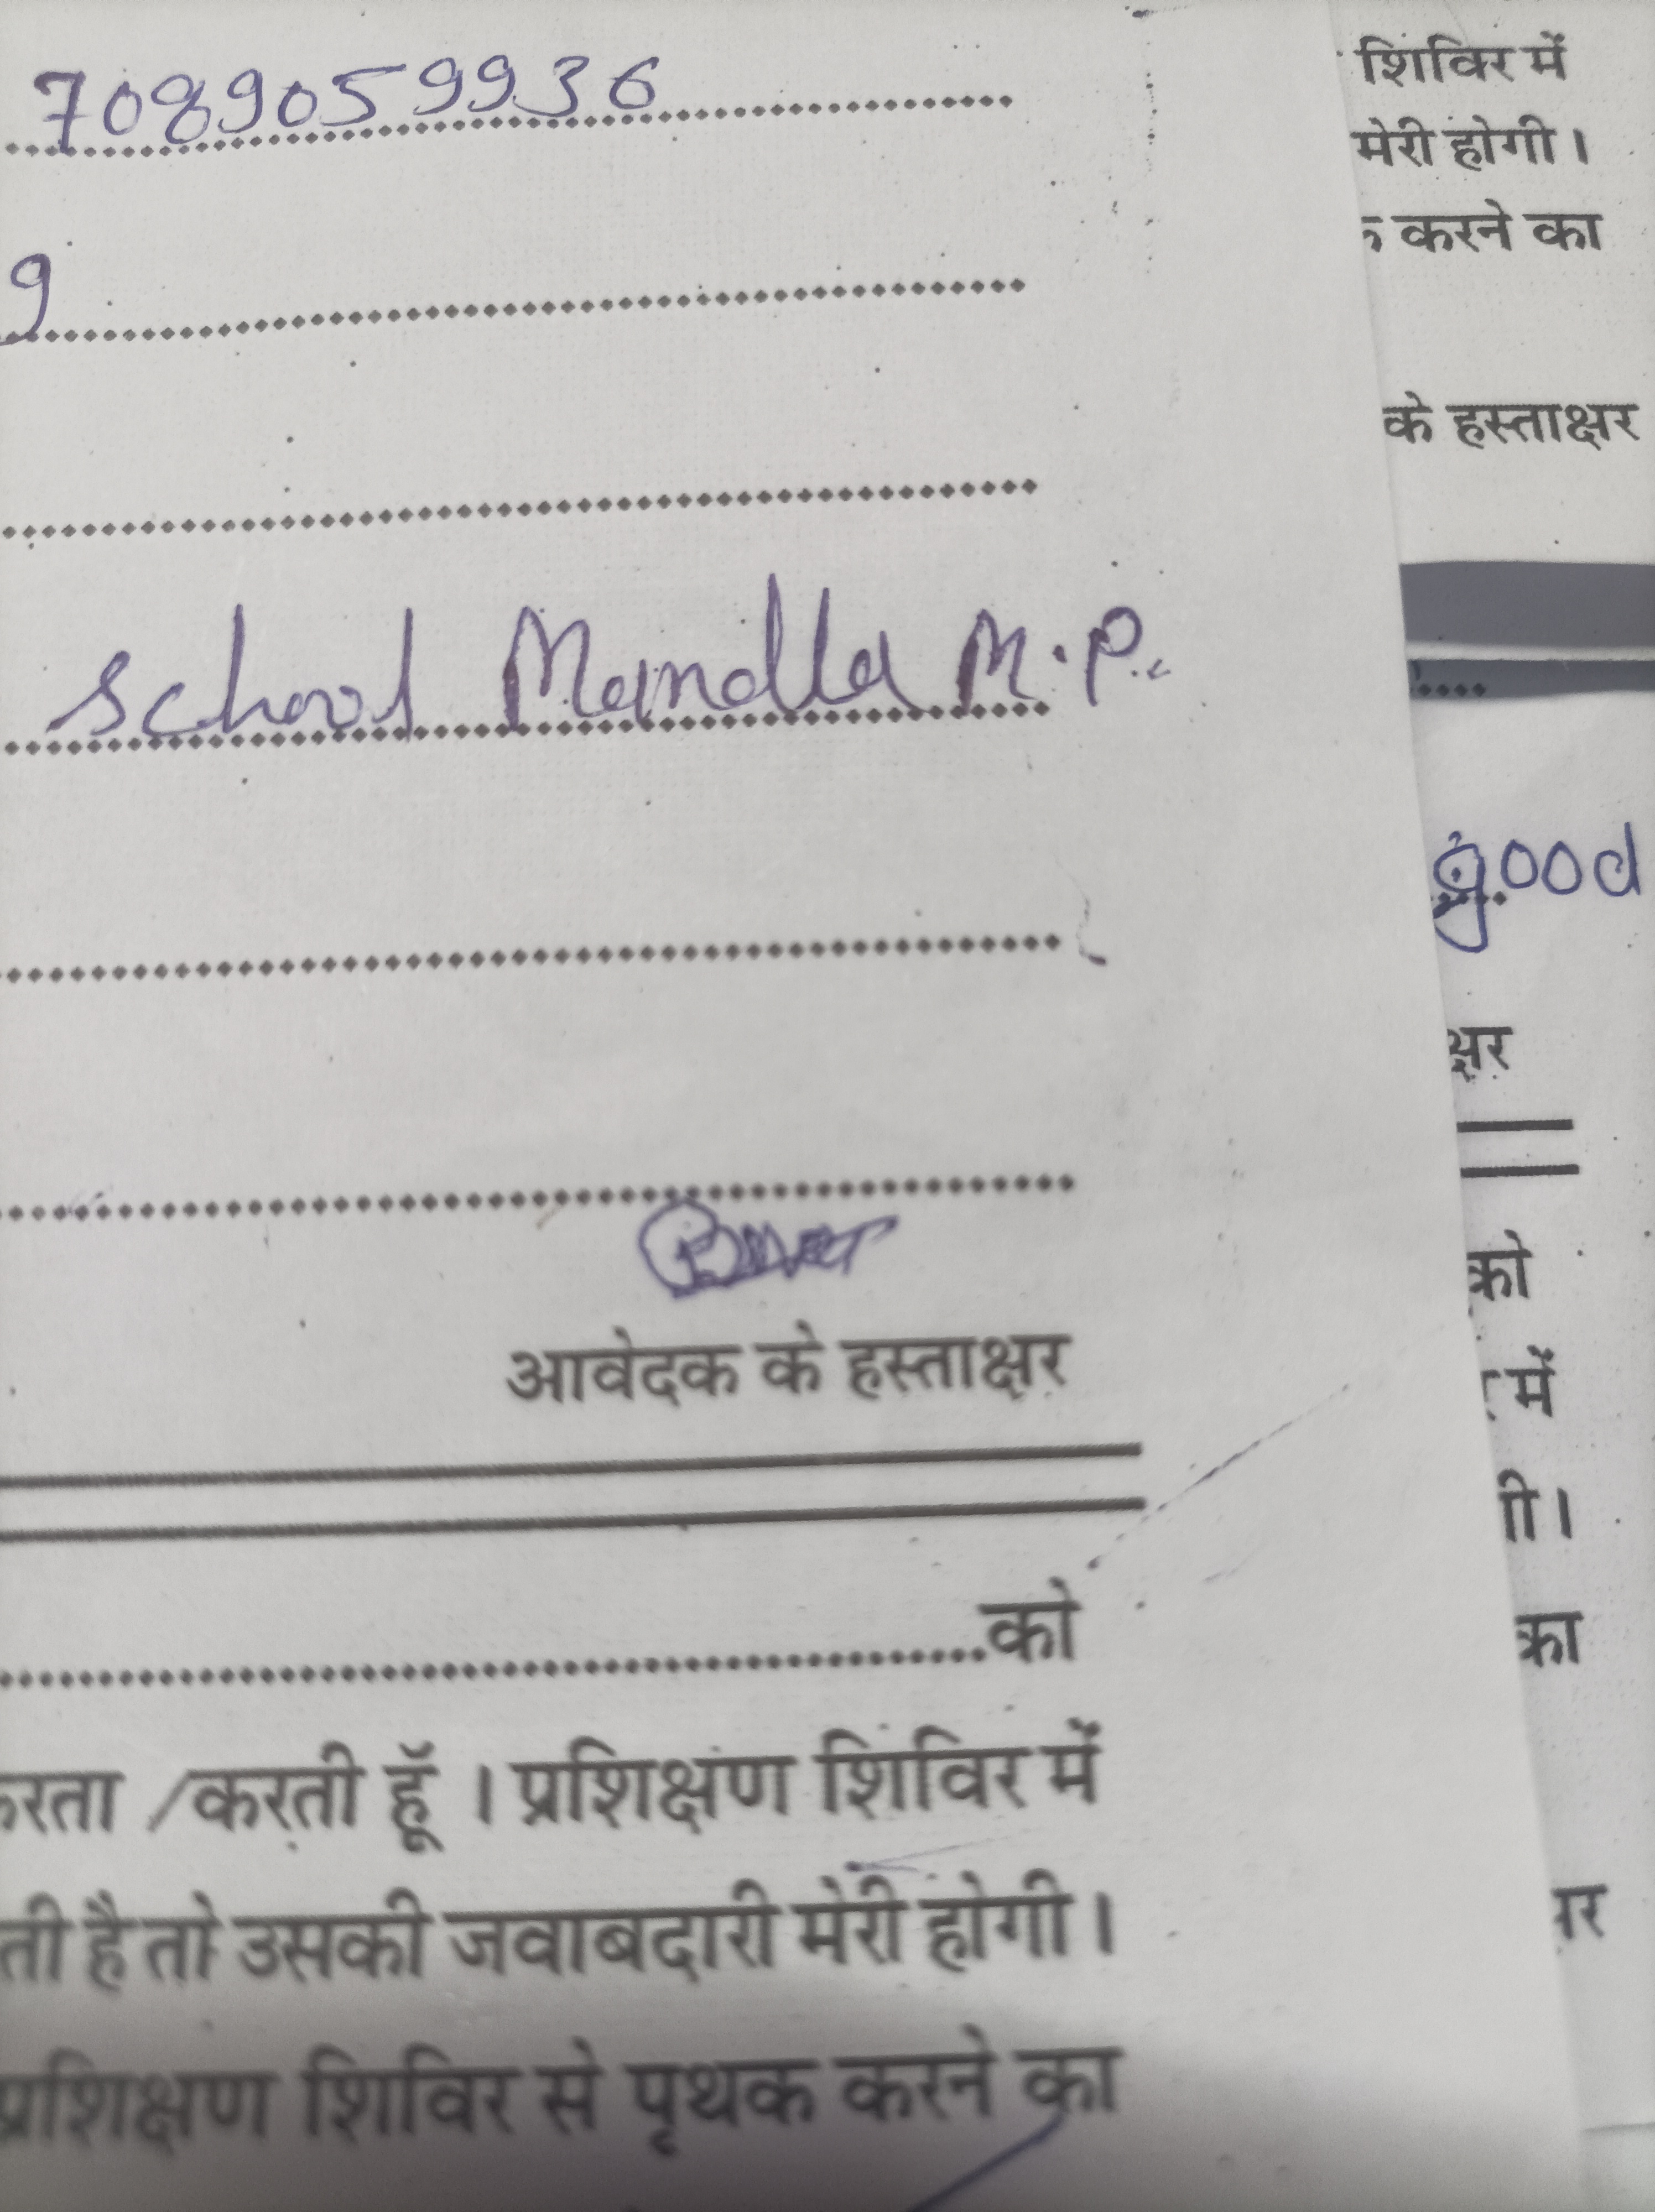 7089059936
9
school Mandla M.P.
आवेदक के हस्ताक्षर
को
करता /करती हूँ । प्रशिक्षण शिविर में
ती है तो उसकी जवाबदारी मेरी होगी।
प्रशिक्षण शिविर से पृथक करने का
शिविर में
मेरी होगी।
करने का
के हस्ताक्षर
good
क्षर
को
में
गी।
का